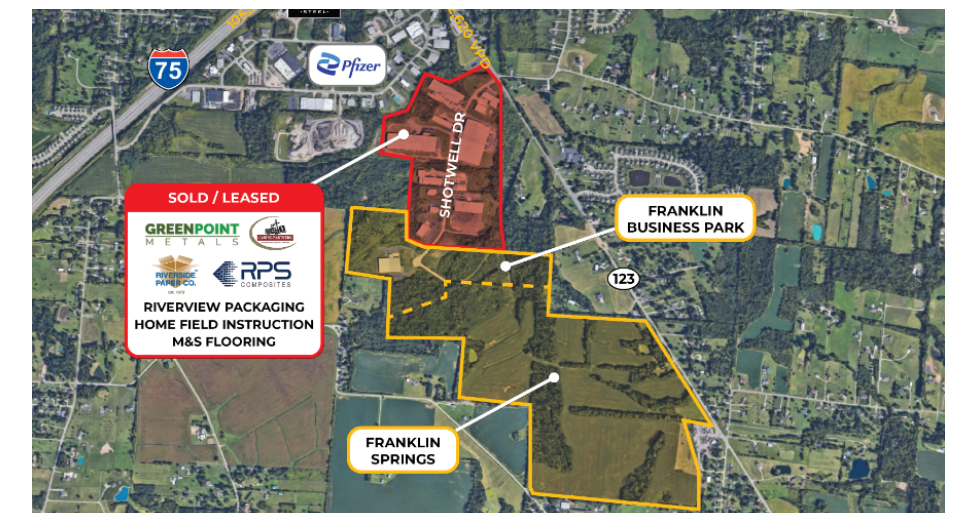 STEEL
75
Pfizer
SHOTWELL DR
SOLD / LEASED
GREENPOINT
METALS
RIVERSIDE
PAPER CO.
RPS
COMPOSITES
RIVERVIEW PACKAGING
HOME FIELD INSTRUCTION
M&S FLOORING
FRANKLIN
BUSINESS PARK
123
FRANKLIN
SPRINGS